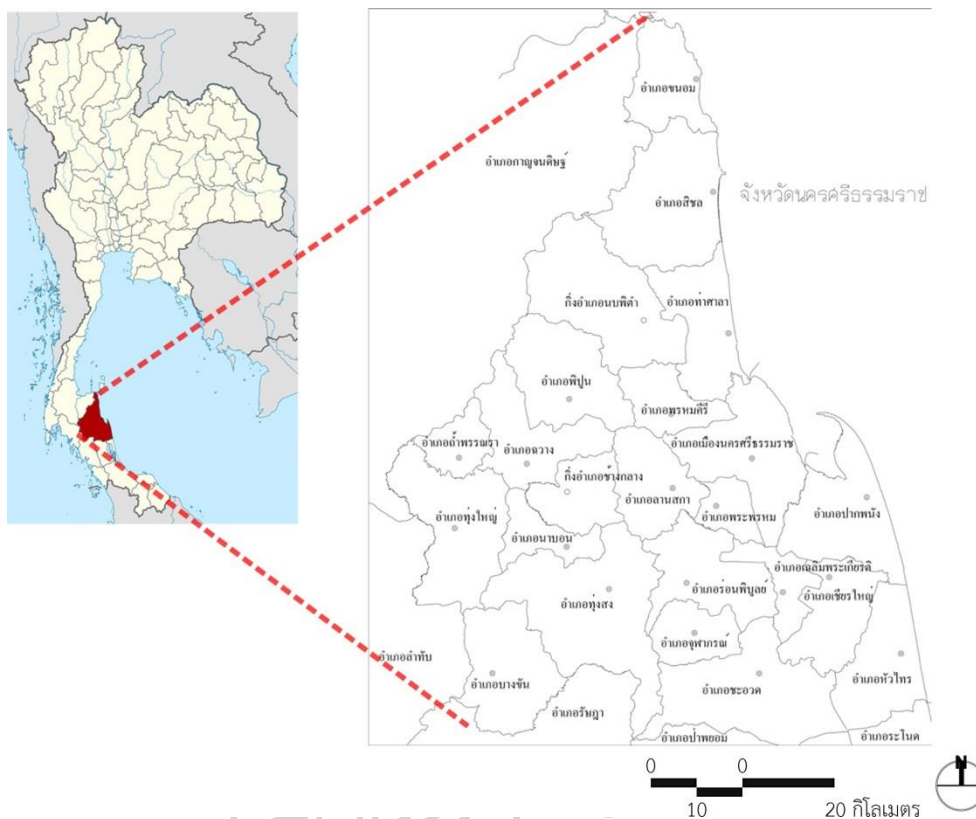 อำเภอขนอม
อำเภอกาญจนดิษฐ์
อำเภอสิชล
จังหวัดนครศรีธรรมราช
กิ่งอำเภอนบพิตำ
อำเภอท่าศาลา
อำเภอพิปูน
อำเภอพรหมคีรี
อำเภอถ้ำพรรณรา
อำเภอฉวาง
อำเภอเมืองนครศรีธรรมราช
กิ่งอำเภอช้างกลาง
อำเภอลานสกา
อำเภอทุ่งใหญ่
อำเภอพระพรหม
อำเภอปากพนัง
อำเภอนาบอน
อำเภอเฉลิมพระเกียรติ
อำเภอทุ่งสง
อำเภอร่อนพิบูลย์
อำเภอเชียรใหญ่
อำเภอจุฬาภรณ์
อำเภอลำทับ
อำเภอบางขัน
อำเภอชะอวด
อำเภอหัวไทร
อำเภอรัษฎา
อำเภอป่าพยอม
อำเภอระโนด
0 0
N
10 20 กิโลเมตร